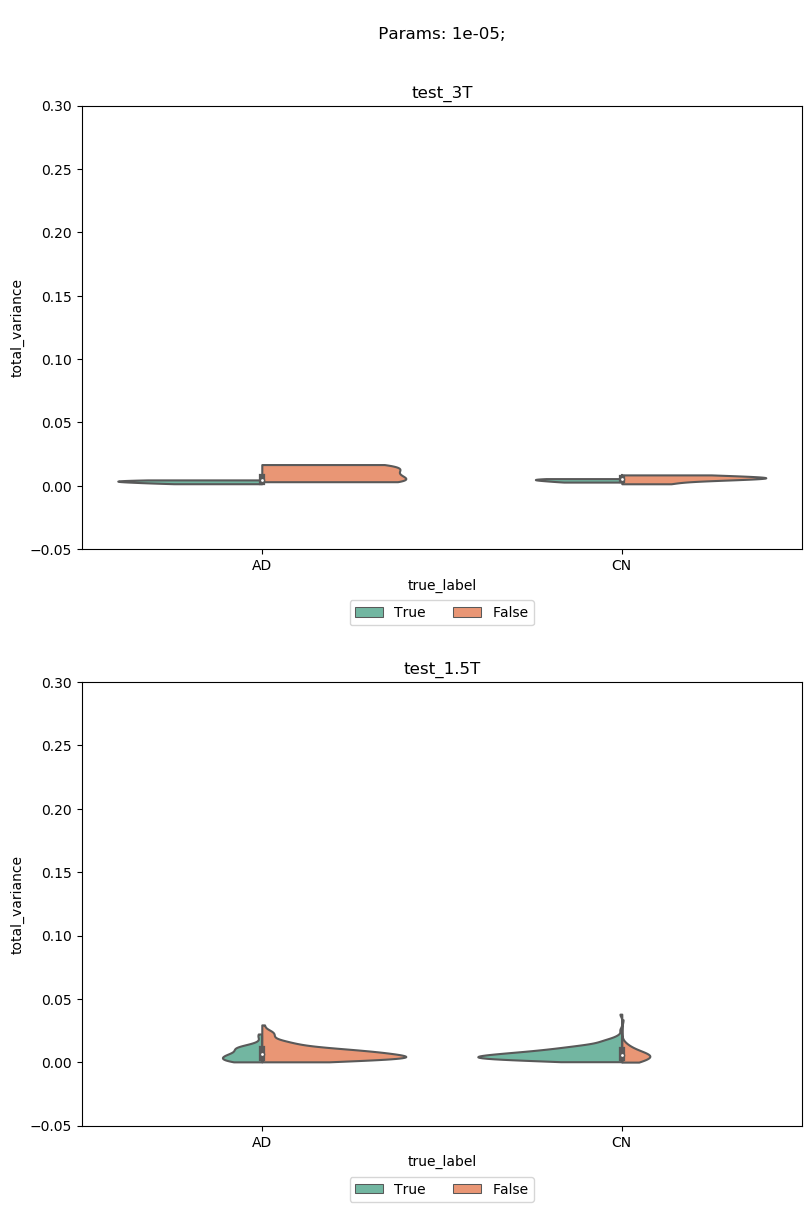 Params: 1e-05;
test_3T
0.30
0.25
0.20
0.15
0.10
0.05
0.00
−0.05
total_variance
AD CN
true_label
True False
test_1.5T
0.30
0.25
0.20
0.15
0.10
0.05
0.00
−0.05
total_variance
AD CN
true_label
True False